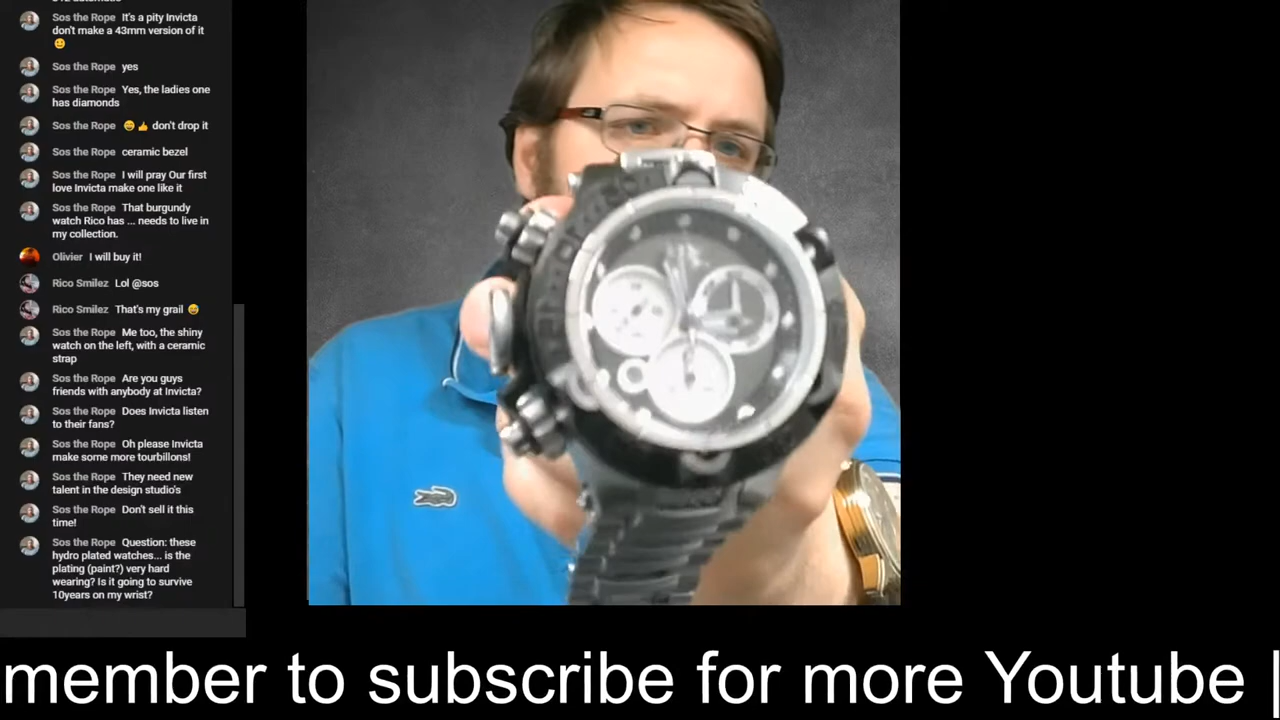 Sos the Rope It's a pity Invicta
don't make a 43mm version of it
🙂
Sos the Rope yes
Sos the Rope Yes, the ladies one
has diamonds
Sos the Rope 😄👍 don't drop it
Sos the Rope ceramic bezel
Sos the Rope I will pray Our first
love Invicta make one like it
Sos the Rope That burgundy
watch Rico has ... needs to live in
my collection.
Olivier I will buy it!
Rico Smilez Lol @sos
Rico Smilez That's my grail 😄
Sos the Rope Me too, the shiny
watch on the left, with a ceramic
strap
Sos the Rope Are you guys
friends with anybody at Invicta?
Sos the Rope Does Invicta listen
to their fans?
Sos the Rope Oh please Invicta
make some more tourbillons!
Sos the Rope They need new
talent in the design studio's
Sos the Rope Don't sell it this
time!
Sos the Rope Question: these
hydro plated watches... is the
plating (paint?) very hard
wearing? Is it going to survive
10years on my wrist?
member to subscribe for more Youtube |